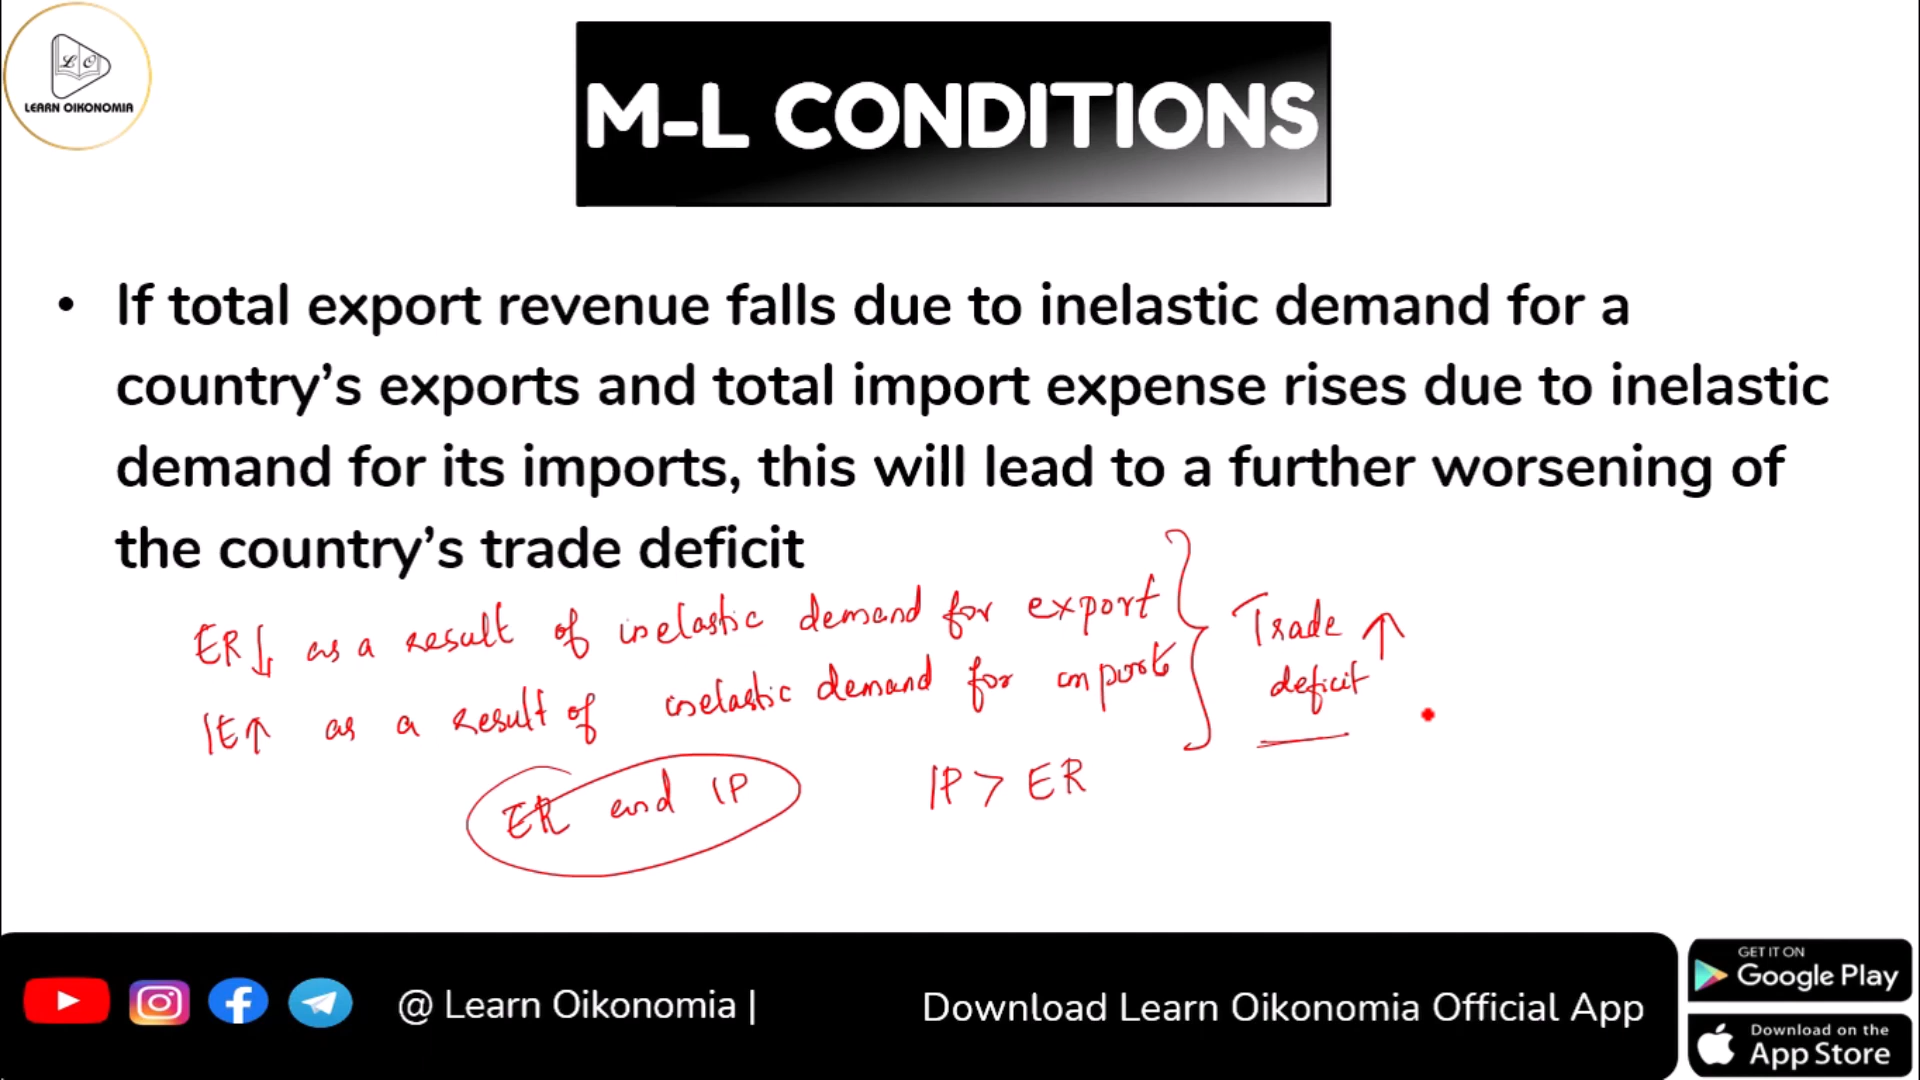 L O
LEARN OIKONOMIA
M-L CONDITIONS
• If total export revenue falls due to inelastic demand for a
country’s exports and total import expense rises due to inelastic
demand for its imports, this will lead to a further worsening of
the country’s trade deficit
ER↓ as a result of inelastic demand for export
IE↑ as a result of inelastic demand for imports
Trade ↑
deficit
ER and IP
IP > ER
@ Learn Oikonomia |
Download Learn Oikonomia Official App
GET IT ON
Google Play
Download on the
App Store